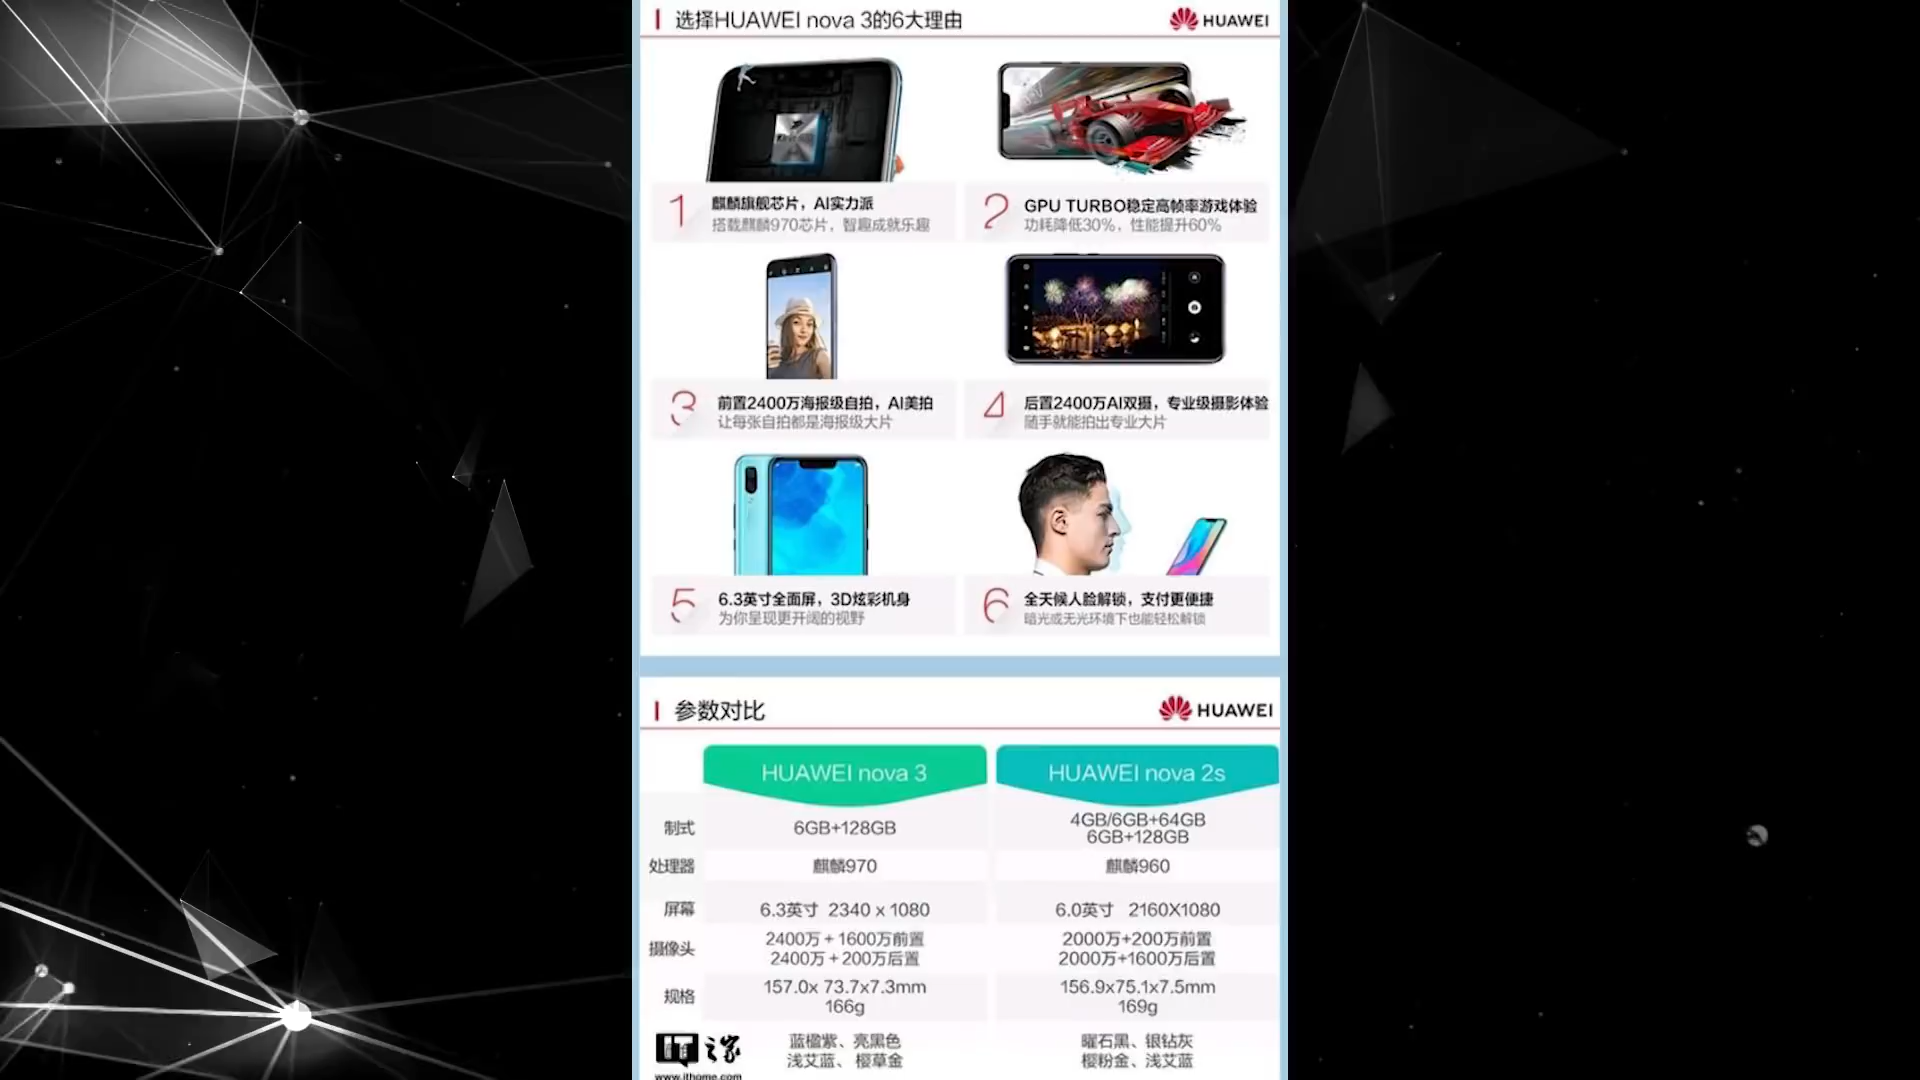 选择HUAWEI nova 3的6大理由
HUAWEI
1
麒麟旗舰芯片，AI实力派
搭载麒麟970芯片，智趣成就乐趣
2
GPU TURBO稳定高帧率游戏体验
功耗降低30%，性能提升60%
3
前置2400万海报级自拍，AI美拍
让每张自拍都是海报级大片
4
后置2400万AI双摄，专业级摄影体验
随手就能拍出专业大片
5
6.3英寸全面屏，3D炫彩机身
为你呈现更开阔的视野
6
全天候人脸解锁，支付更便捷
暗光或无光环境下也能轻松解锁
参数对比
HUAWEI
HUAWEI nova 3
HUAWEI nova 2s
制式
6GB+128GB
4GB/6GB+64GB
6GB+128GB
处理器
麒麟970
麒麟960
屏幕
6.3英寸 2340 x 1080
6.0英寸 2160X1080
摄像头
2400万 + 1600万前置
2400万 + 200万后置
2000万+200万前置
2000万+1600万后置
规格
157.0x 73.7x7.3mm
166g
156.9x75.1x7.5mm
169g
蓝楹紫、亮黑色
浅艾蓝、樱草金
曜石黑、银钻灰
樱粉金、浅艾蓝
IT之家
www.ithome.com